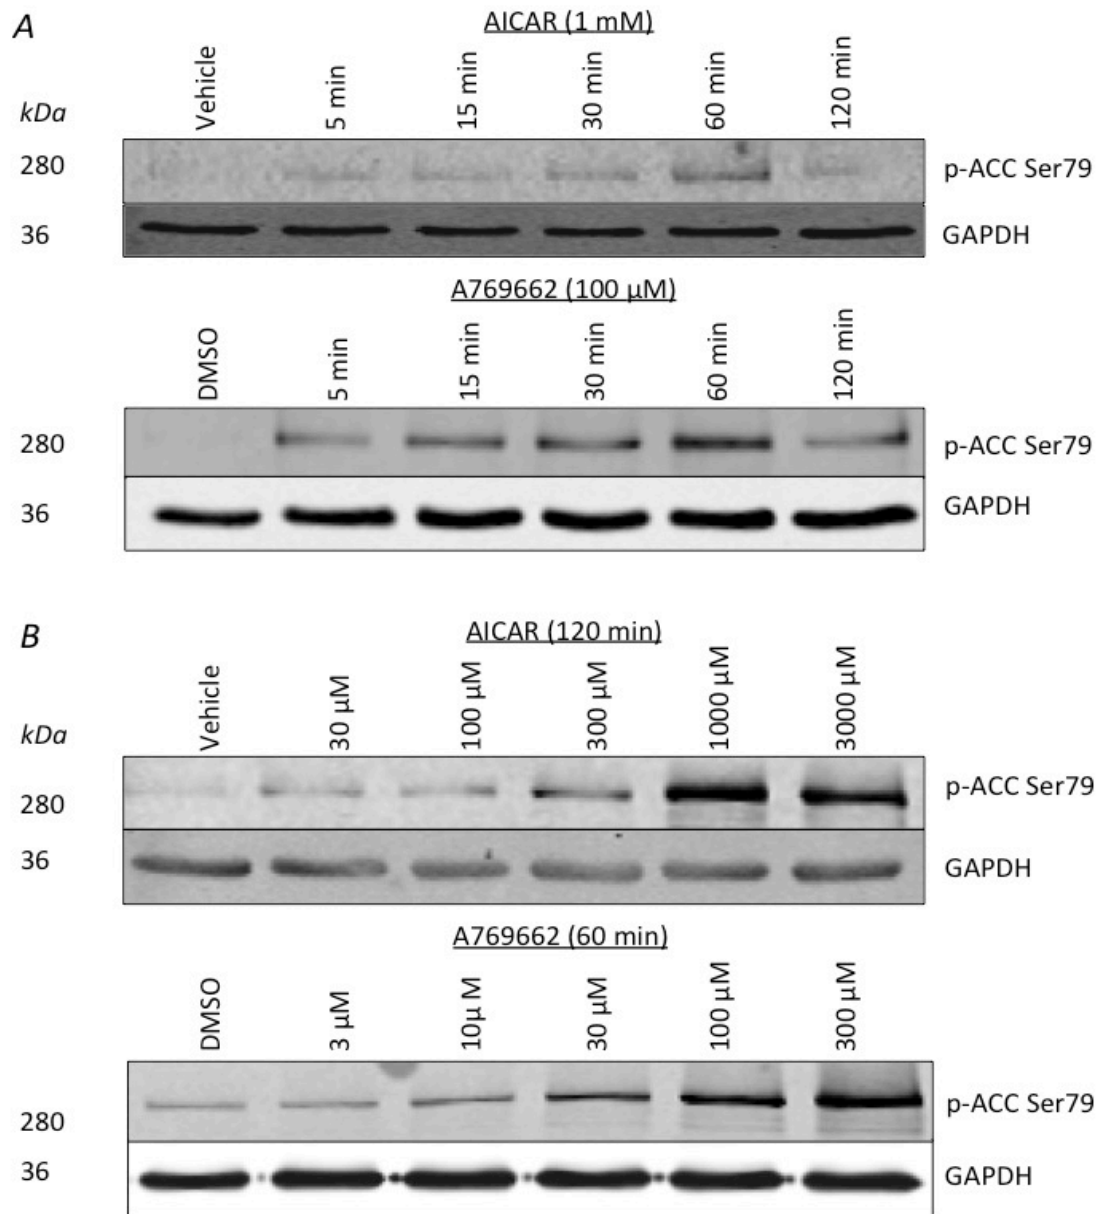 A
AICAR (1 mM)
kDa
Vehicle
5 min
15 min
30 min
60 min
120 min
280
p-ACC Ser79
36
GAPDH
A769662 (100 µM)
DMSO
5 min
15 min
30 min
60 min
120 min
280
p-ACC Ser79
36
GAPDH
B
AICAR (120 min)
kDa
Vehicle
30 µM
100 µM
300 µM
1000 µM
3000 µM
280
p-ACC Ser79
36
GAPDH
A769662 (60 min)
DMSO
3 µM
10µ M
30 µM
100 µM
300 µM
280
p-ACC Ser79
36
GAPDH